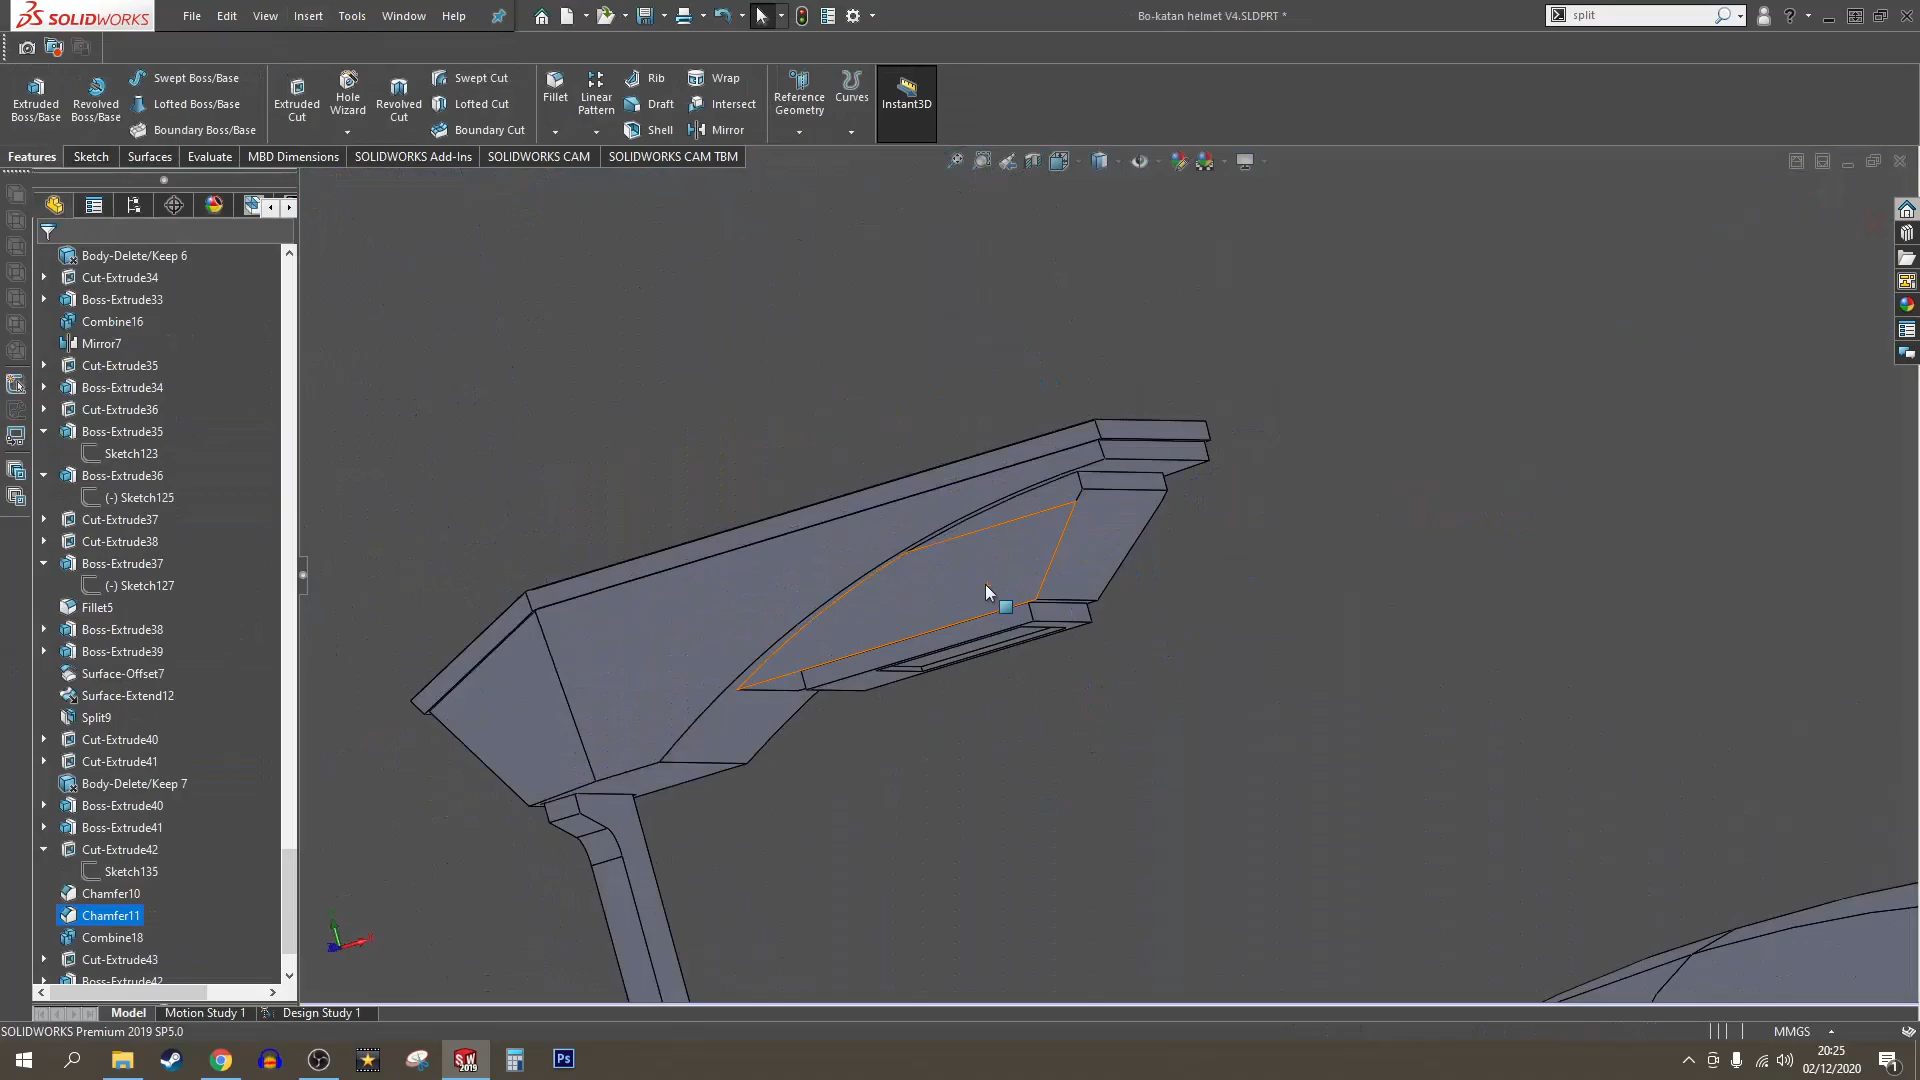 SOLIDWORKS File Edit View Insert Tools Window Help Bo-katan helmet V4.SLDPRT * split ?
Extruded Boss/Base Revolved Boss/Base Swept Boss/Base Extruded Cut Hole Wizard Revolved Cut Swept Cut Fillet Linear Pattern Rib Wrap Reference Geometry Curves Instant3D
Lofted Boss/Base Lofted Cut Draft Intersect
Boundary Boss/Base Boundary Cut Shell Mirror
Features Sketch Surfaces Evaluate MBD Dimensions SOLIDWORKS Add-Ins SOLIDWORKS CAM SOLIDWORKS CAM TBM
Body-Delete/Keep 6
Cut-Extrude34
Boss-Extrude33
Combine16
Mirror7
Cut-Extrude35
Boss-Extrude34
Cut-Extrude36
Boss-Extrude35
Sketch123
Boss-Extrude36
(-) Sketch125
Cut-Extrude37
Cut-Extrude38
Boss-Extrude37
(-) Sketch127
Fillet5
Boss-Extrude38
Boss-Extrude39
Surface-Offset7
Surface-Extend12
Split9
Cut-Extrude40
Cut-Extrude41
Body-Delete/Keep 7
Boss-Extrude40
Boss-Extrude41
Cut-Extrude42
Sketch135
Chamfer10
Chamfer11
Combine18
Cut-Extrude43
Boss-Extrude42
Model Motion Study 1 Design Study 1
SOLIDWORKS Premium 2019 SP5.0 MMGS
SW 2019 Ps 20:25
02/12/2020 1